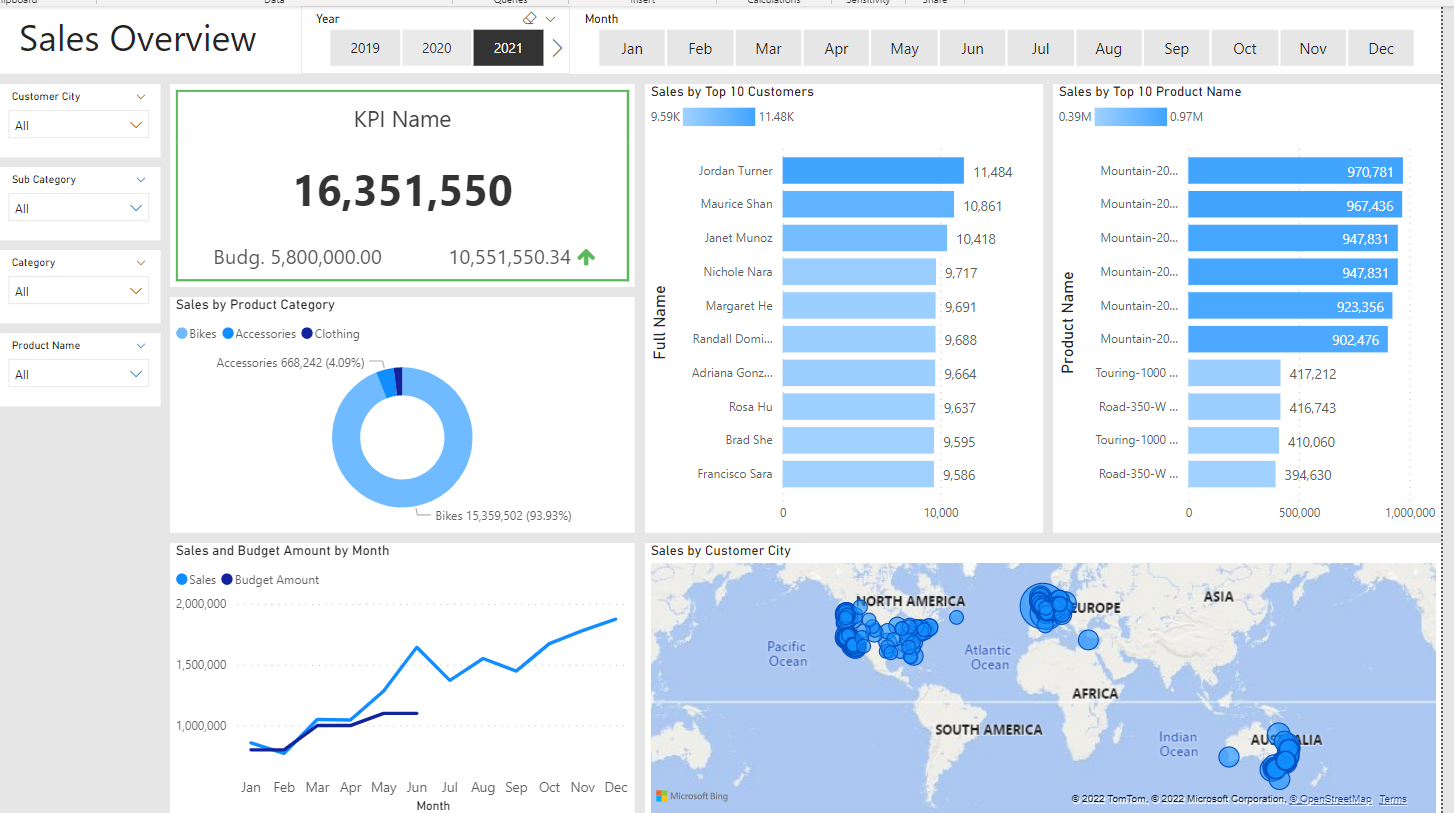 Data
Queries
Insert
Calculations
Sensitivity
Share
Sales Overview
Year
2019 2020 2021
Month
Jan Feb Mar Apr May Jun Jul Aug Sep Oct Nov Dec
Customer City
All
Sub Category
All
Category
All
Product Name
All
KPI Name
16,351,550
Budg. 5,800,000.00 10,551,550.34
Sales by Product Category
Bikes Accessories Clothing
Accessories 668,242 (4.09%)
Bikes 15,359,502 (93.93%)
Sales by Top 10 Customers
9.59K 11.48K
Full Name
Jordan Turner 11,484
Maurice Shan 10,861
Janet Munoz 10,418
Nichole Nara 9,717
Margaret He 9,691
Randall Domi... 9,688
Adriana Gonz... 9,664
Rosa Hu 9,637
Brad She 9,595
Francisco Sara 9,586
0 10,000
Sales by Top 10 Product Name
0.39M 0.97M
Product Name
Mountain-20... 970,781
Mountain-20... 967,436
Mountain-20... 947,831
Mountain-20... 947,831
Mountain-20... 923,356
Mountain-20... 902,476
Touring-1000 ... 417,212
Road-350-W ... 416,743
Touring-1000 ... 410,060
Road-350-W ... 394,630
0 500,000 1,000,000
Sales and Budget Amount by Month
Sales Budget Amount
2,000,000
1,500,000
1,000,000
Jan Feb Mar Apr May Jun Jul Aug Sep Oct Nov Dec
Month
Sales by Customer City
NORTH AMERICA
EUROPE
ASIA
Pacific
Ocean
Atlantic
Ocean
AFRICA
SOUTH AMERICA
Indian
Ocean
Microsoft Bing
© 2022 TomTom, © 2022 Microsoft Corporation, © OpenStreetMap Terms